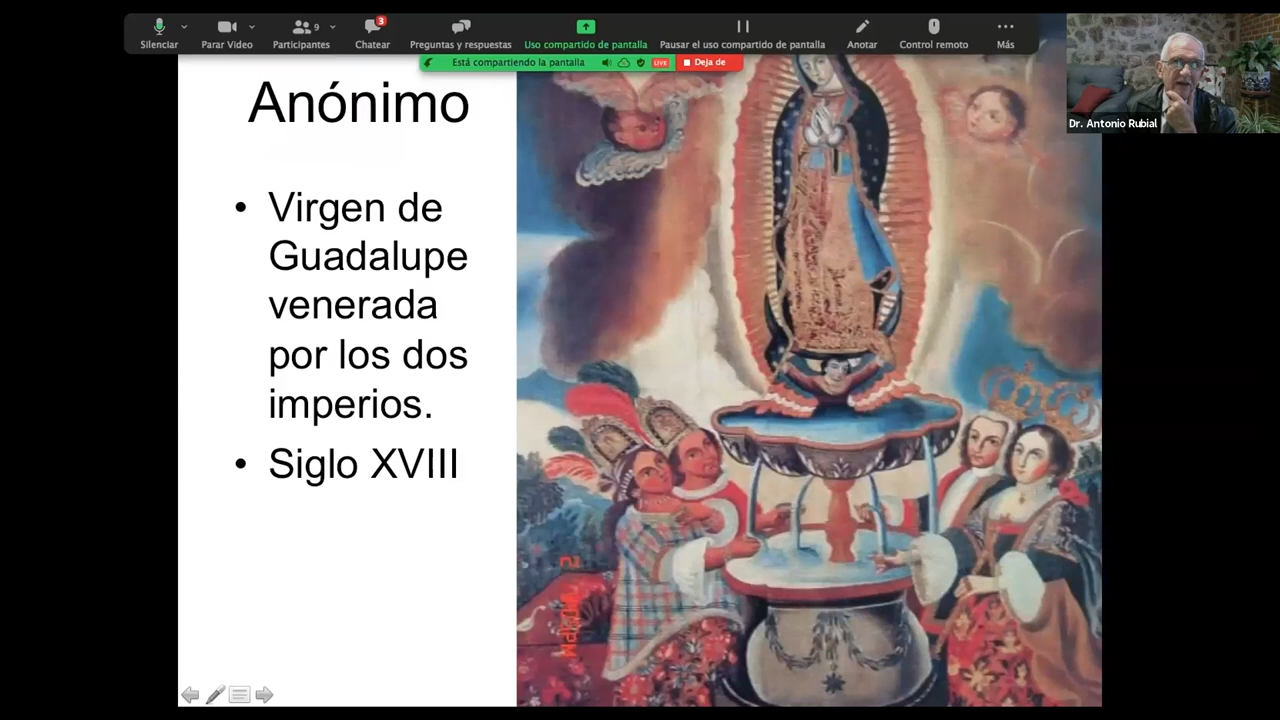 9
3
Silenciar
Parar Video
Participantes
Chatear
Preguntas y respuestas
Uso compartido de pantalla
Pausar el uso compartido de pantalla
Anotar
Control remoto
Más
Está compartiendo la pantalla
LIVE
Deja de
Dr. Antonio Rubial
Anónimo
• Virgen de
Guadalupe
venerada
por los dos
imperios.
• Siglo XVIII